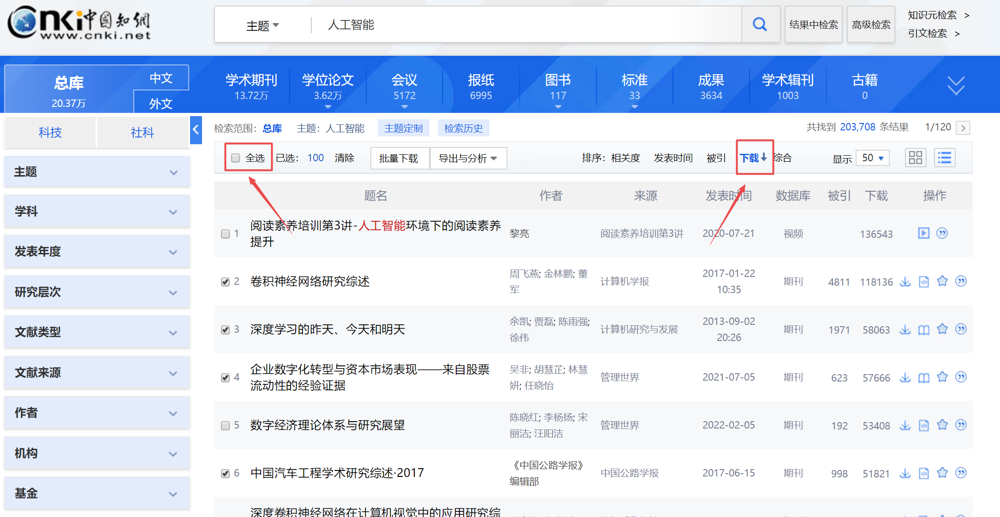 cnki中国知網
www.cnki.net
主题 人工智能 结果中检索 高级检索
知识元检索 >
引文检索 >
总库
20.37万
中文
外文
学术期刊 学位论文 会议 报纸 图书 标准 成果 学术辑刊 古籍
13.72万 3.62万 5172 6995 117 33 3634 1003 0
科技 社科
检索范围：总库 主题：人工智能 主题定制 检索历史 共找到 203,708 条结果 1/120 >
全选 已选：100 清除 批量下载 导出与分析 排序：相关度 发表时间 被引 下载↓ 综合 显示 50
主题
学科
发表年度
研究层次
文献类型
文献来源
作者
机构
基金
题名 作者 来源 发表时间 数据库 被引 下载 操作
1 阅读素养培训第3讲-人工智能环境下的阅读素养
提升
黎亮 阅读素养培训第3讲 2020-07-21 视频 136543
2 卷积神经网络研究综述
周飞燕; 金林鹏; 董
军
计算机学报
2017-01-22
10:35
期刊 4811 118136
3 深度学习的昨天、今天和明天
余凯; 贾磊; 陈雨强;
徐伟
计算机研究与发展
2013-09-02
20:26
期刊 1971 58063
4 企业数字化转型与资本市场表现——来自股票
流动性的经验证据
吴非; 胡慧芷; 林慧
妍; 任晓怡
管理世界 2021-07-05 期刊 623 57666
5 数字经济理论体系与研究展望
陈晓红; 李杨扬; 宋
丽洁; 汪阳洁
管理世界 2022-02-05 期刊 192 53408
6 中国汽车工程学术研究综述·2017
《中国公路学报》
编辑部
中国公路学报 2017-06-15 期刊 998 51821
深度卷积神经网络在计算机视觉中的应用研究综